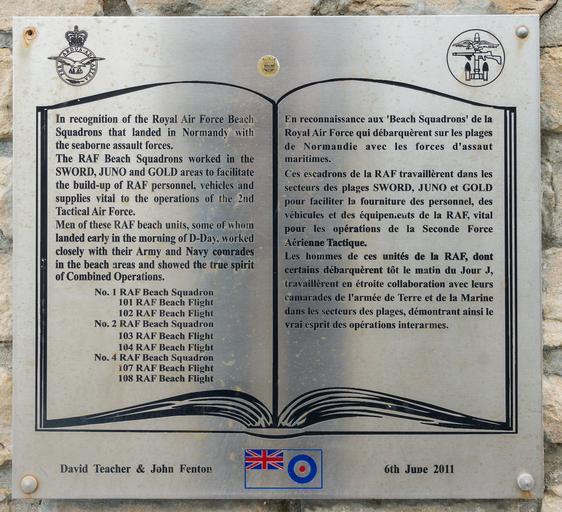 In recognition of the Royal Air Force Beach
Squadrons that landed in Normandy with
the seaborne assault forces.
The RAF Beach Squadrons worked in the
SWORD, JUNO and GOLD areas to facilitate
the build-up of RAF personnel, vehicles and
supplies vital to the operations of the 2nd
Tactical Air Force.
Men of these RAF beach units, some of whom
landed early in the morning of D-Day, worked
closely with their Army and Navy comrades
in the beach areas and showed the true spirit
of Combined Operations.
No. 1 RAF Beach Squadron
101 RAF Beach Flight
102 RAF Beach Flight
No. 2 RAF Beach Squadron
103 RAF Beach Flight
104 RAF Beach Flight
No. 4 RAF Beach Squadron
107 RAF Beach Flight
108 RAF Beach Flight
En reconnaissance aux 'Beach Squadrons' de la
Royal Air Force qui débarquèrent sur les plages
de Normandie avec les forces d'assaut
maritimes.
Ces escadrons de la RAF travaillèrent dans les
secteurs des plages SWORD, JUNO et GOLD
pour faciliter la fourniture des personnel, des
véhicules et des équipements de la RAF, vital
pour les opérations de la Seconde Force
Aérienne Tactique.
Les hommes de ces unités de la RAF, dont
certains débarquèrent tôt le matin du Jour J,
travaillèrent en étroite collaboration avec leurs
camarades de l'armée de Terre et de la Marine
dans les secteurs des plages, démontrant ainsi le
vrai esprit des opérations interarmes.
David Teacher & John Fenton
6th June 2011